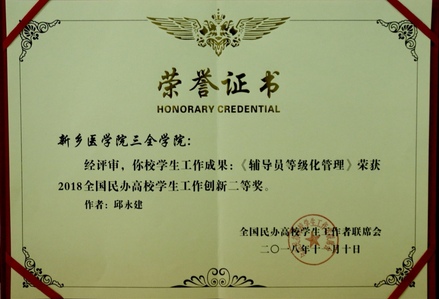 荣誉证书
HONORARY CREDENTIAL
新乡医学院三全学院：
经评审，你校学生工作成果：《辅导员等级化管理》荣获
2018全国民办高校学生工作创新二等奖。
作者：邱永建
全国民办高校学生工作者联席会
二〇一八年十一月十日